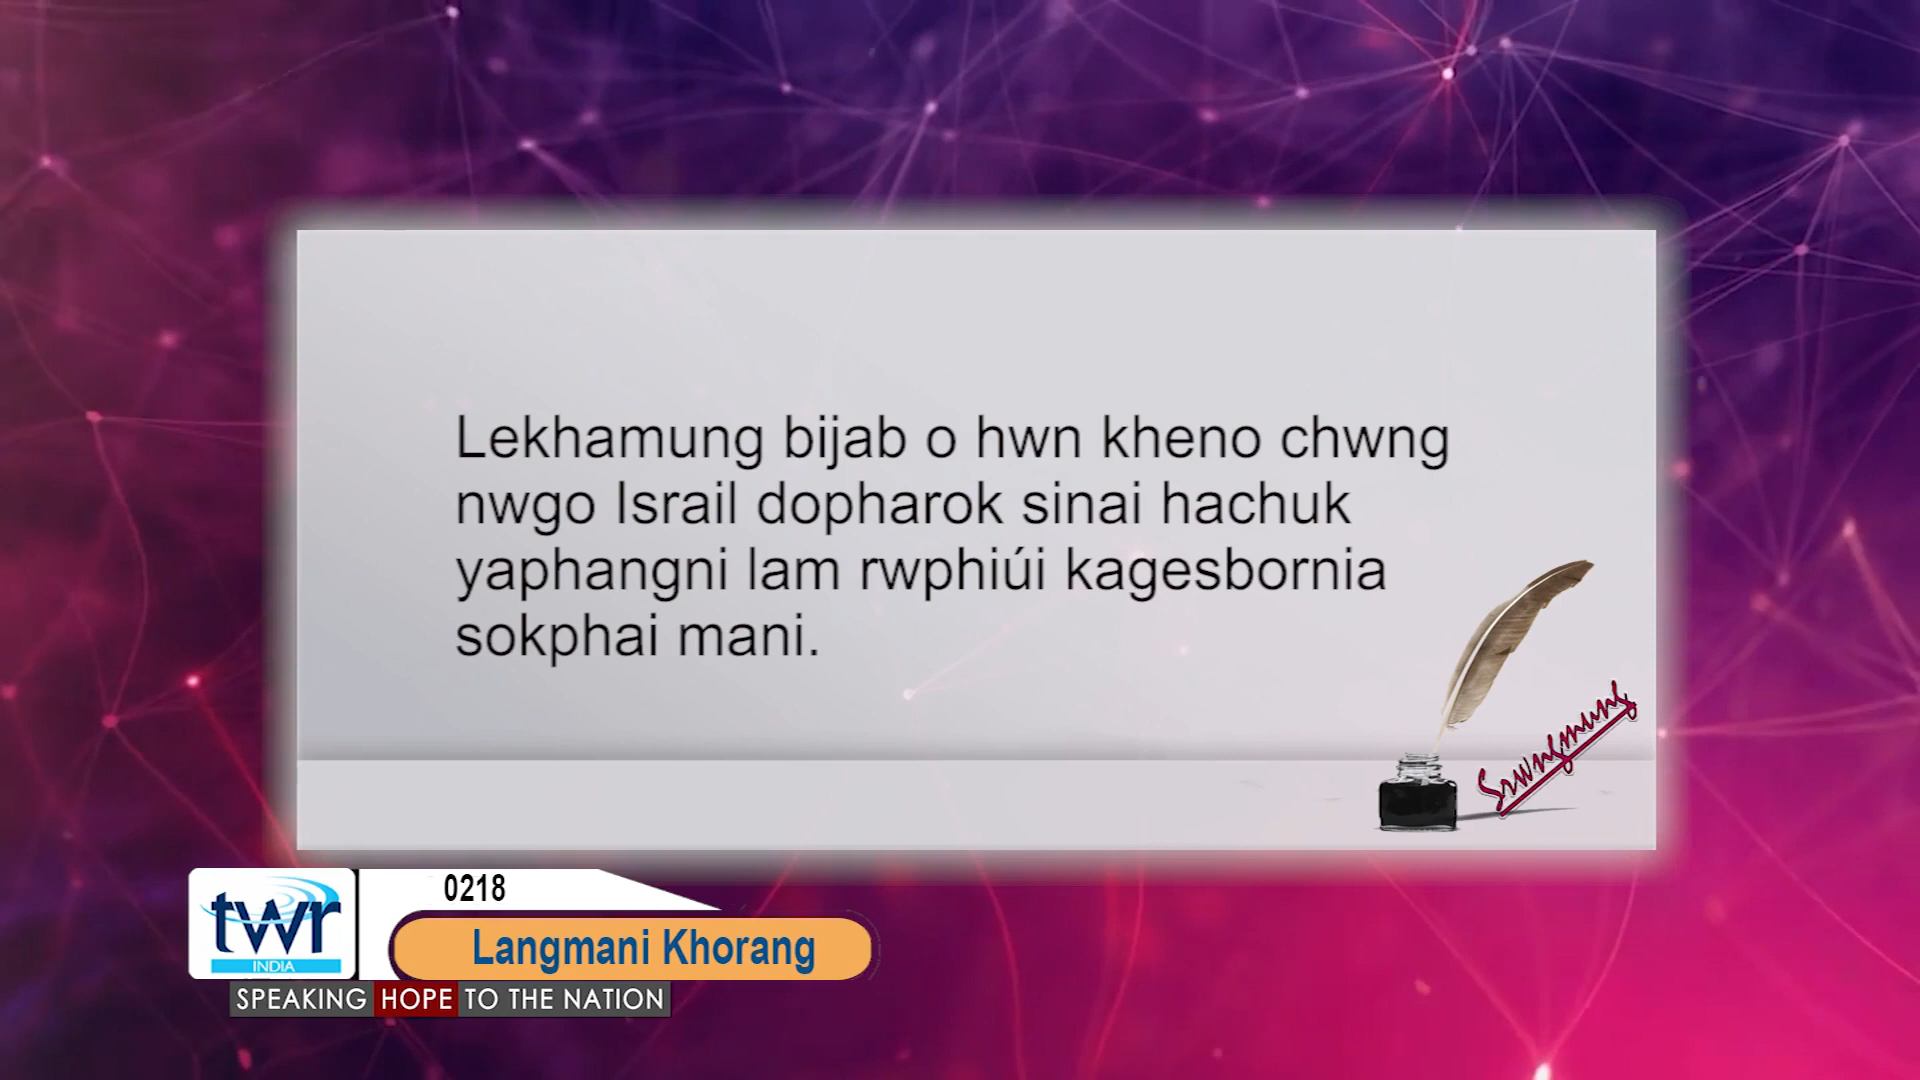 Lekhamung bijab o hwn kheno chwng
nwgo Israil dopharok sinai hachuk
yaphangni lam rwphiúi kagesbornia
sokphai mani.
Srwngmung
twr
INDIA
0218
Langmani Khorang
SPEAKING HOPE TO THE NATION